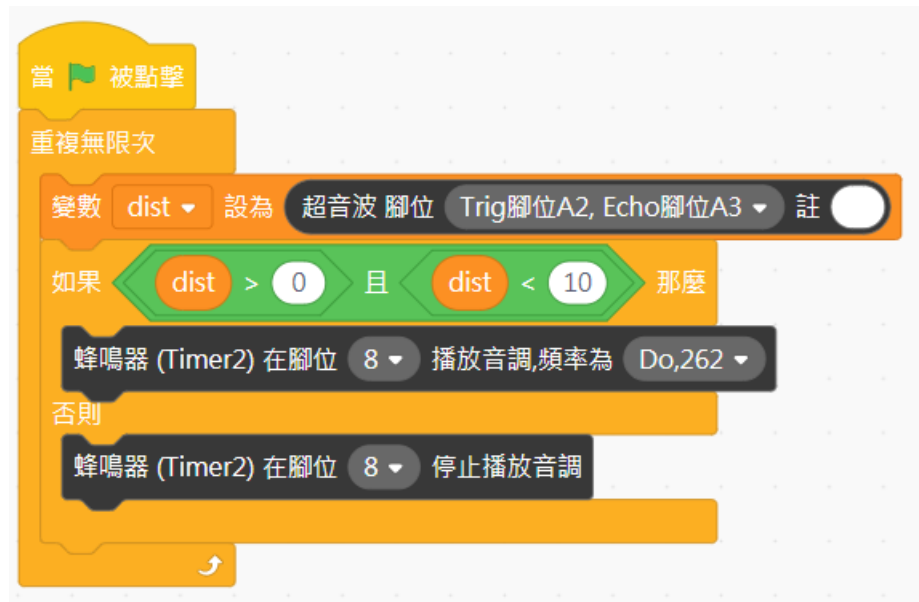 當 被點擊
重複無限次
變數 dist 設為 超音波 腳位 Trig腳位A2, Echo腳位A3 註
如果 dist > 0 且 dist < 10 那麼
蜂鳴器 (Timer2) 在腳位 8 播放音調,頻率為 Do,262
否則
蜂鳴器 (Timer2) 在腳位 8 停止播放音調